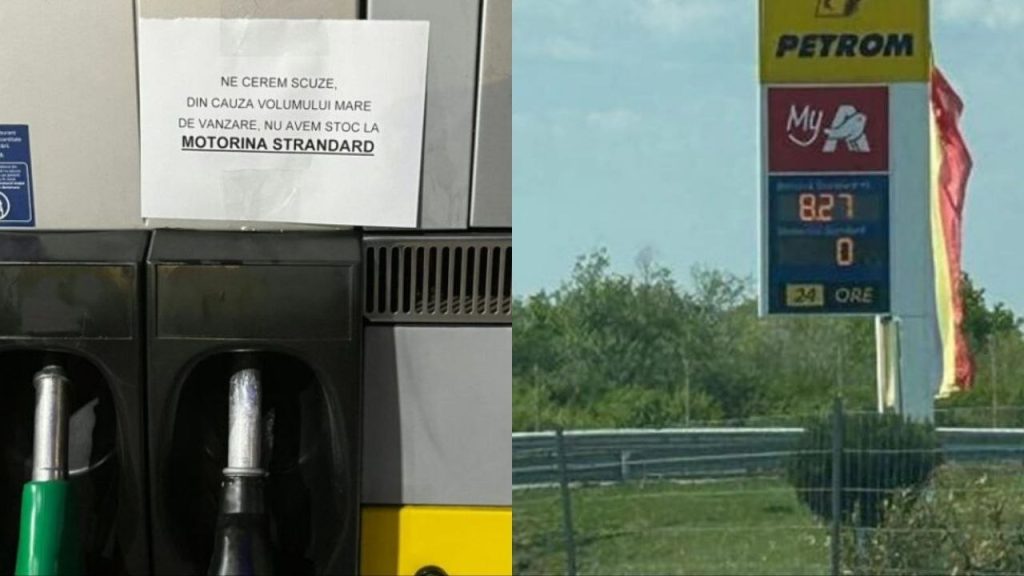 NE CEREM SCUZE,
DIN CAUZA VOLUMULUI MARE
DE VANZARE, NU AVEM STOC LA
MOTORINA STRANDARD
PETROM
My
8.27
0
24 ORE